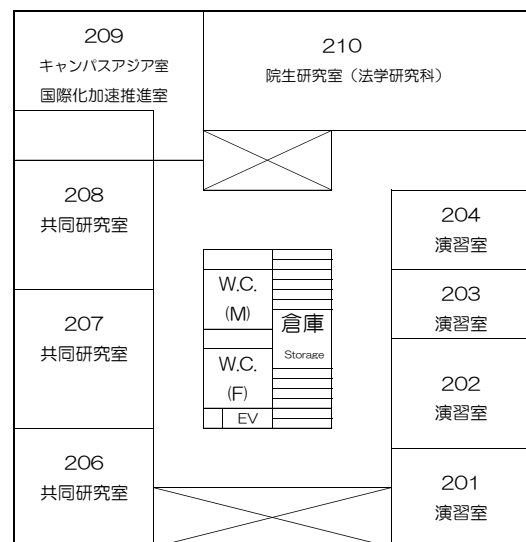 209
キャンパスアジア室
国際化加速推進室
210
院生研究室（法学研究科）
208
共同研究室
204
演習室
W.C.
(M)
倉庫
Storage
203
演習室
207
共同研究室
W.C.
(F)
EV
202
演習室
206
共同研究室
201
演習室